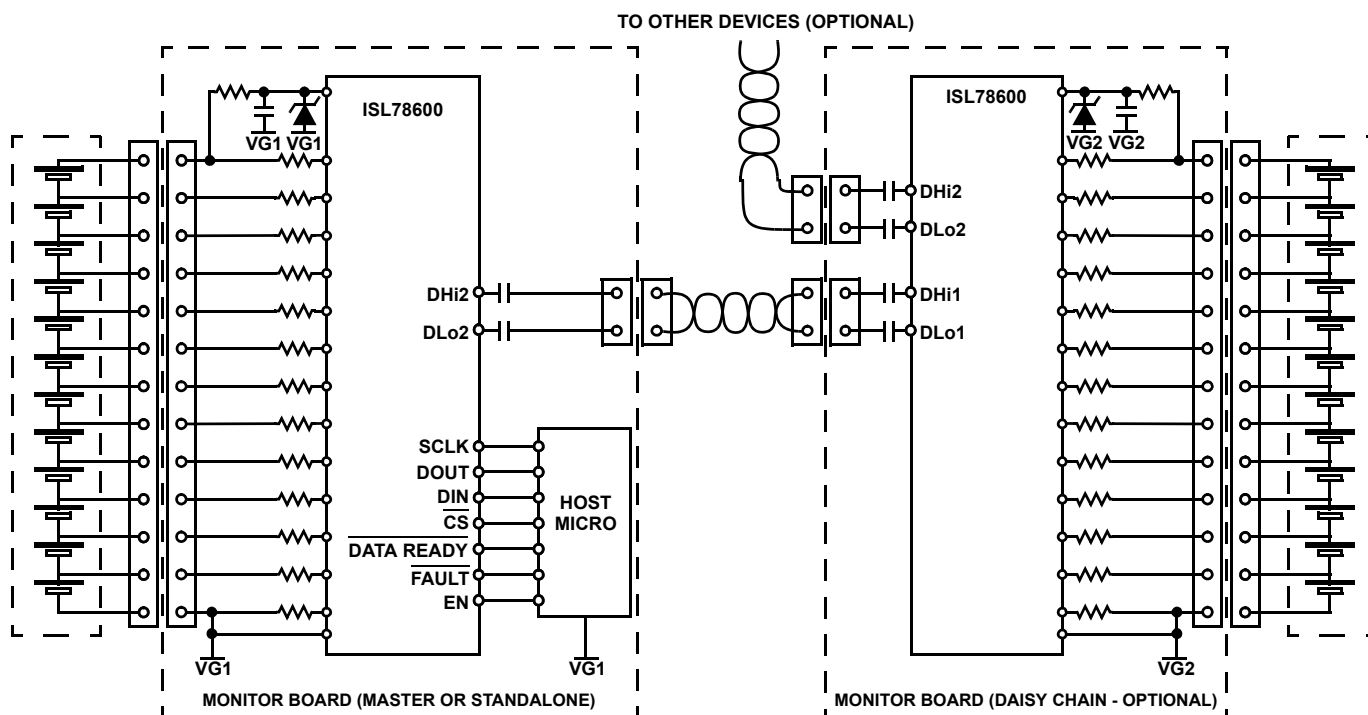 TO OTHER DEVICES (OPTIONAL)
ISL78600
VG1
VG1
DHi2
DLo2
SCLK
DOUT
DIN
CS
DATA READY
FAULT
EN
HOST
MICRO
VG1
VG1
MONITOR BOARD (MASTER OR STANDALONE)
ISL78600
VG2
VG2
DHi2
DLo2
DHi1
DLo1
VG2
MONITOR BOARD (DAISY CHAIN - OPTIONAL)